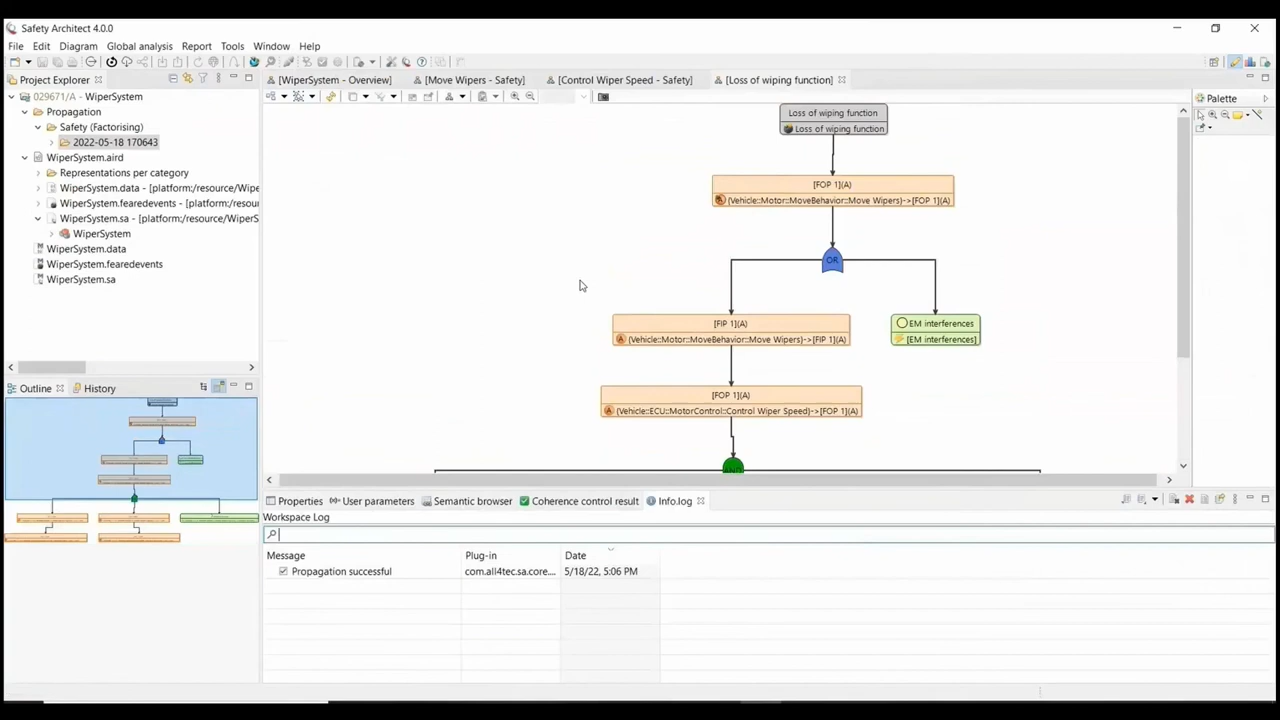 Safety Architect 4.0.0
File Edit Diagram Global analysis Report Tools Window Help
Project Explorer
[WiperSystem - Overview] [Move Wipers - Safety] [Control Wiper Speed - Safety] [Loss of wiping function]
Palette
029671/A - WiperSystem
Propagation
Safety (Factorising)
2022-05-18 170643
WiperSystem.aird
Representations per category
WiperSystem.data - [platform:/resource/Wipe
WiperSystem.fearedevents - [platform:/resou
WiperSystem.sa - [platform:/resource/WiperS
WiperSystem
WiperSystem.data
WiperSystem.fearedevents
WiperSystem.sa
Loss of wiping function
Loss of wiping function
[FOP 1](A)
(Vehicle::Motor::MoveBehavior::Move Wipers)->[FOP 1](A)
OR
[FIP 1](A)
(Vehicle::Motor::MoveBehavior::Move Wipers)->[FIP 1](A)
EM interferences
[EM interferences]
[FOP 1](A)
(Vehicle::ECU::MotorControl::Control Wiper Speed)->[FOP 1](A)
AND
Outline History
Properties User parameters Semantic browser Coherence control result Info.log
Workspace Log
Message Plug-in Date
Propagation successful com.all4tec.sa.core.... 5/18/22, 5:06 PM